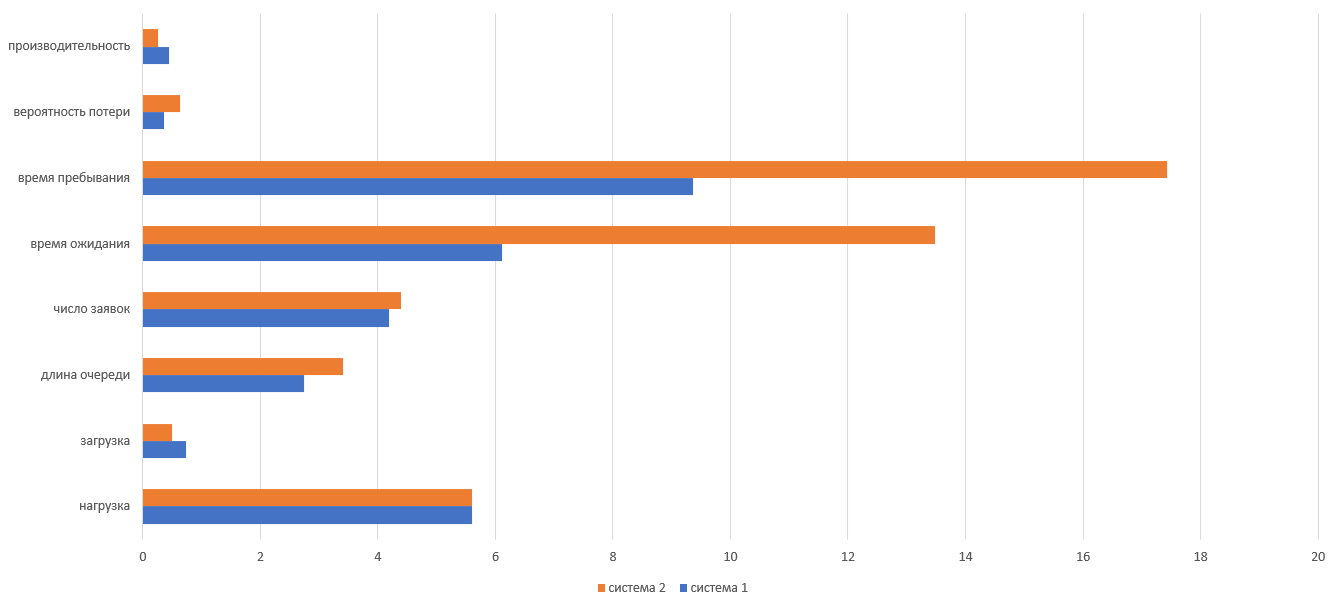 производительность
вероятность потери
время пребывания
время ожидания
число заявок
длина очереди
загрузка
нагрузка
0 2 4 6 8 10 12 14 16 18 20
система 2 система 1